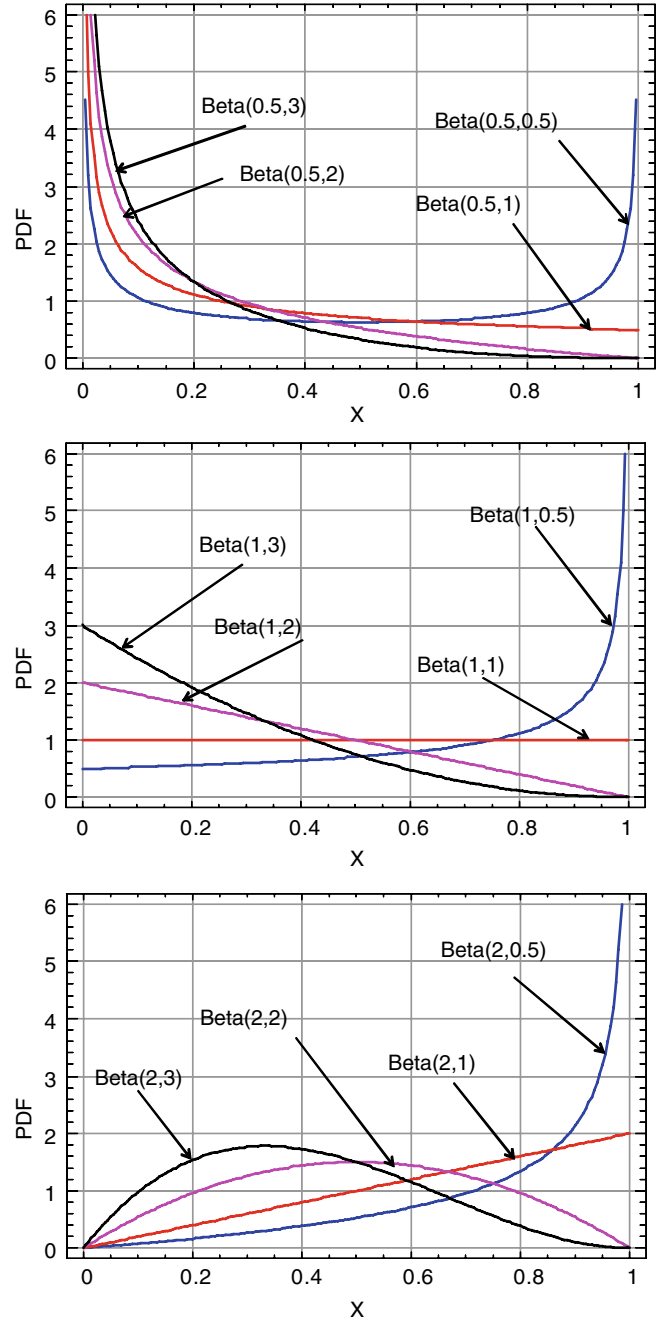 6
Beta(0.5,3)
5
Beta(0.5,0.5)
4
Beta(0.5,2)
3
Beta(0.5,1)
PDF
2
1
0
0 0.2 0.4 0.6 0.8 1
X
6
5
Beta(1,0.5)
Beta(1,3)
4
3
Beta(1,2)
Beta(1,1)
PDF
2
1
0
0 0.2 0.4 0.6 0.8 1
X
6
Beta(2,0.5)
5
4
Beta(2,2)
Beta(2,1)
3
Beta(2,3)
PDF
2
1
0
0 0.2 0.4 0.6 0.8 1
X